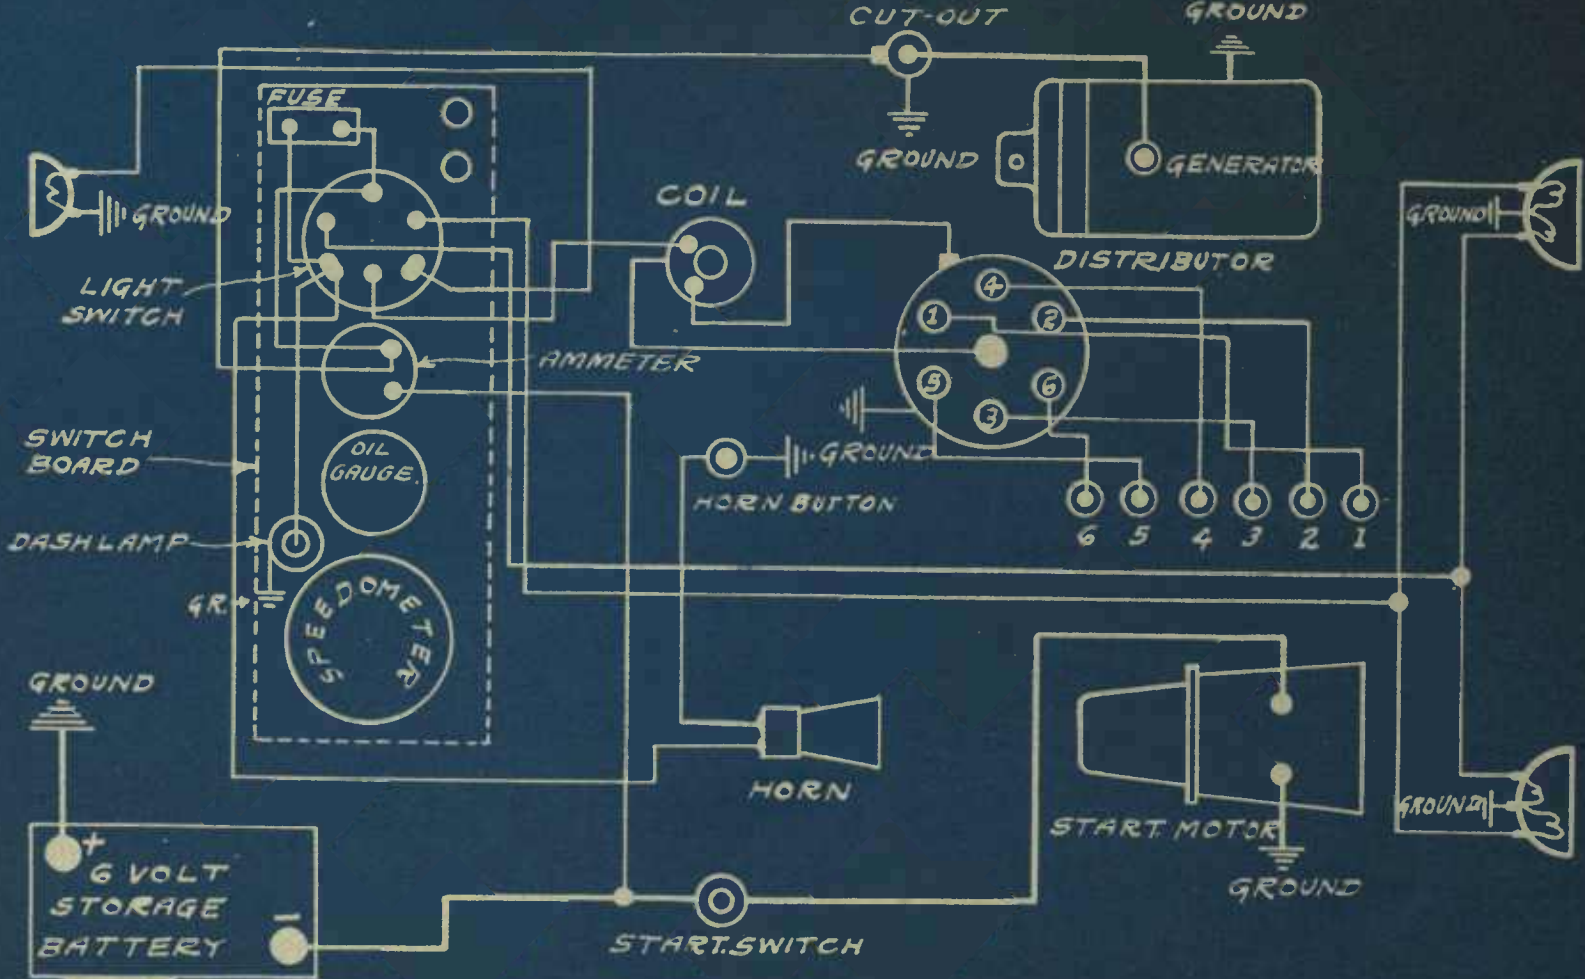 CUT-OUT
GROUND
FUSE
GROUND
GENERATOR
COIL
GROUND
GROUND
DISTRIBUTOR
LIGHT
SWITCH
4
1
2
AMMETER
5
6
3
SWITCH
BOARD
OIL
GAUGE.
GROUND
HORN BUTTON
DASH LAMP
6 5 4 3 2 1
GR.
SPEEDOMETER
GROUND
HORN
GROUND
START. MOTOR
+
6 VOLT
STORAGE
BATTERY
-
GROUND
START. SWITCH